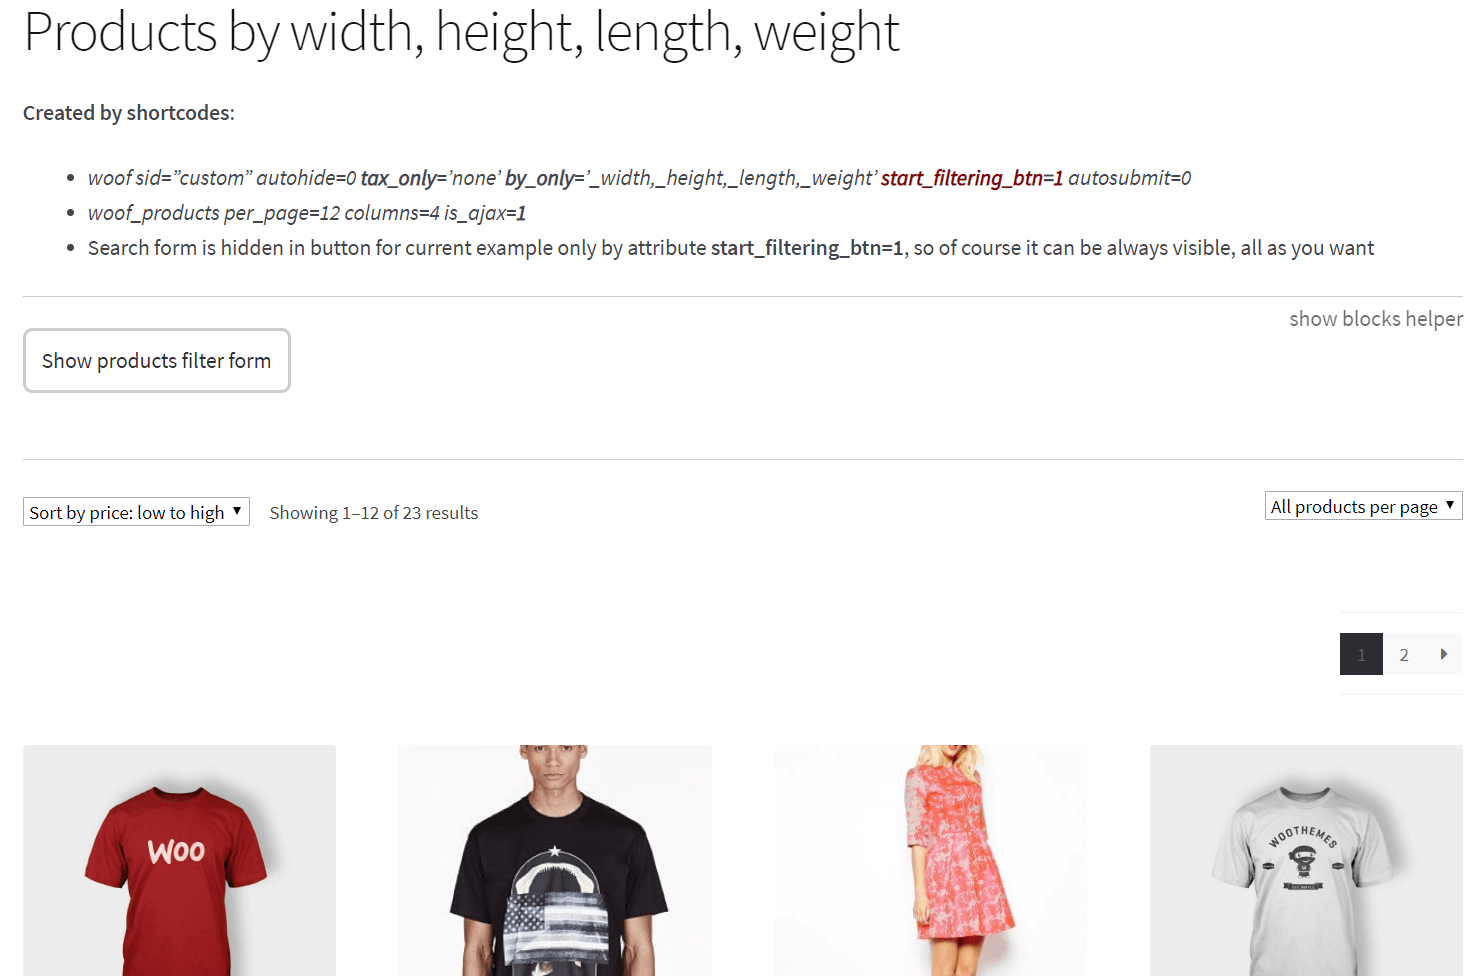 Products by width, height, length, weight
Created by shortcodes:
woof sid=”custom” autohide=0 tax_only=’none’ by_only=’_width,_height,_length,_weight’ start_filtering_btn=1 autosubmit=0
woof_products per_page=12 columns=4 is_ajax=1
Search form is hidden in button for current example only by attribute start_filtering_btn=1, so of course it can be always visible, all as you want
show blocks helper
Show products filter form
Sort by price: low to high
Showing 1–12 of 23 results
All products per page
1 2
WOO
WOOTHEMES